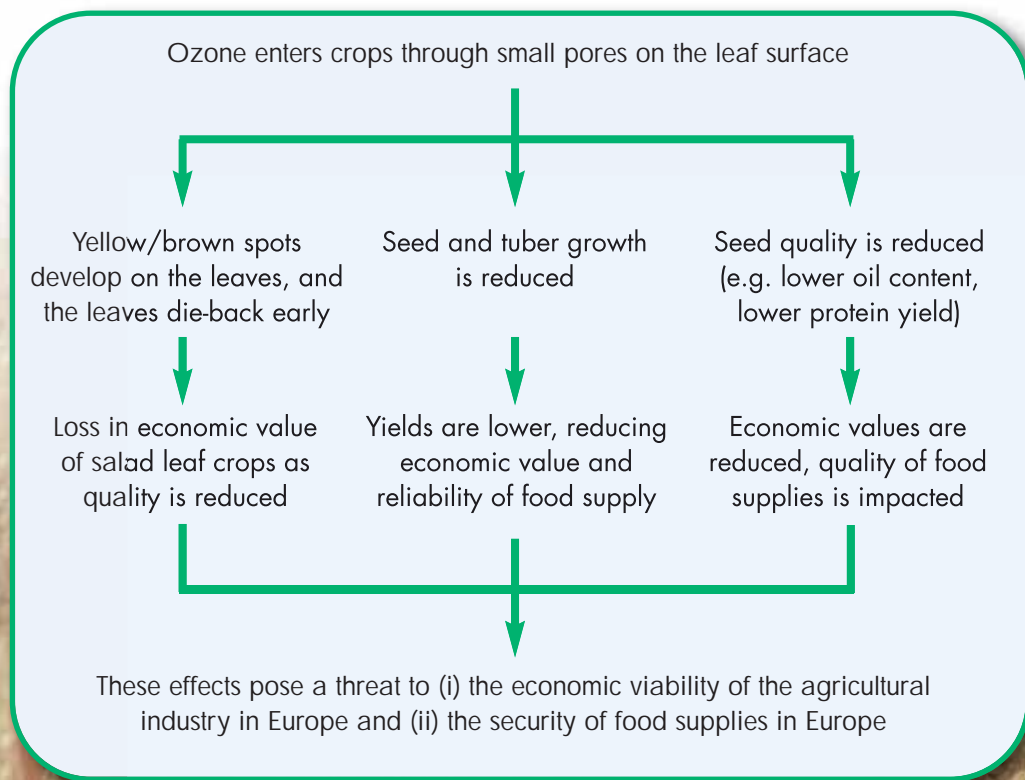 Ozone enters crops through small pores on the leaf surface
Yellow/brown spots
develop on the leaves, and
the leaves die-back early
Seed and tuber growth
is reduced
Seed quality is reduced
(e.g. lower oil content,
lower protein yield)
Loss in economic value
of salad leaf crops as
quality is reduced
Yields are lower, reducing
economic value and
reliability of food supply
Economic values are
reduced, quality of food
supplies is impacted
These effects pose a threat to (i) the economic viability of the agricultural
industry in Europe and (ii) the security of food supplies in Europe